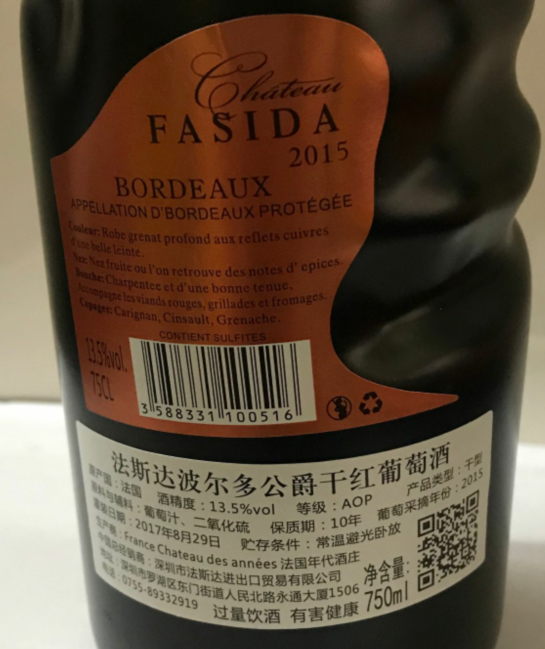 Château
FASIDA
2015
BORDEAUX
APPELLATION D'BORDEAUX PROTÉGÉE
Couleur: Robe grenat profond aux reflets cuivres
d'une belle teinte.
Nez: Nez fruite ou l'on retrouve des notes d' epices.
Bouche: Charpentee et d'une bonne tenue.
Accompagne les viands rouges, grillades et fromages.
Cepages: Carignan, Cinsault, Grenache.
CONTIENT SULFITES
13.5%vol.
75CL
3 588331 100516
法斯达波尔多公爵干红葡萄酒
原产国：法国 酒精度：13.5%vol 等级：AOP 产品类型：干型
原料与辅料：葡萄汁、二氧化硫 保质期：10年 葡萄采摘年份：2015
灌装日期：2017年8月29日 贮存条件：常温避光卧放
生产商：France Chateau des années 法国年代酒庄
中国总经销商：深圳市法斯达进出口贸易有限公司
地址：深圳市罗湖区东门街道人民北路永通大厦1506
电话：0755-89332919 过量饮酒 有害健康
净含量：
750ml